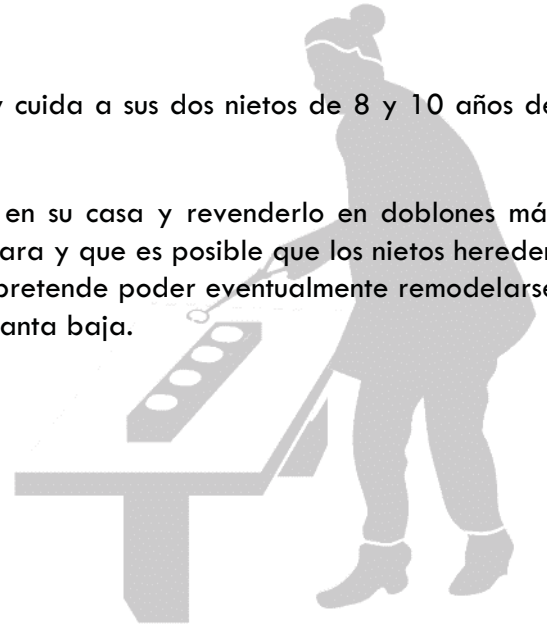 cuida a sus dos nietos de 8 y 10 años de
en su casa y revenderlo en doblones má
ara y que es posible que los nietos hereden
pretende poder eventualmente remodelarse
anta baja.